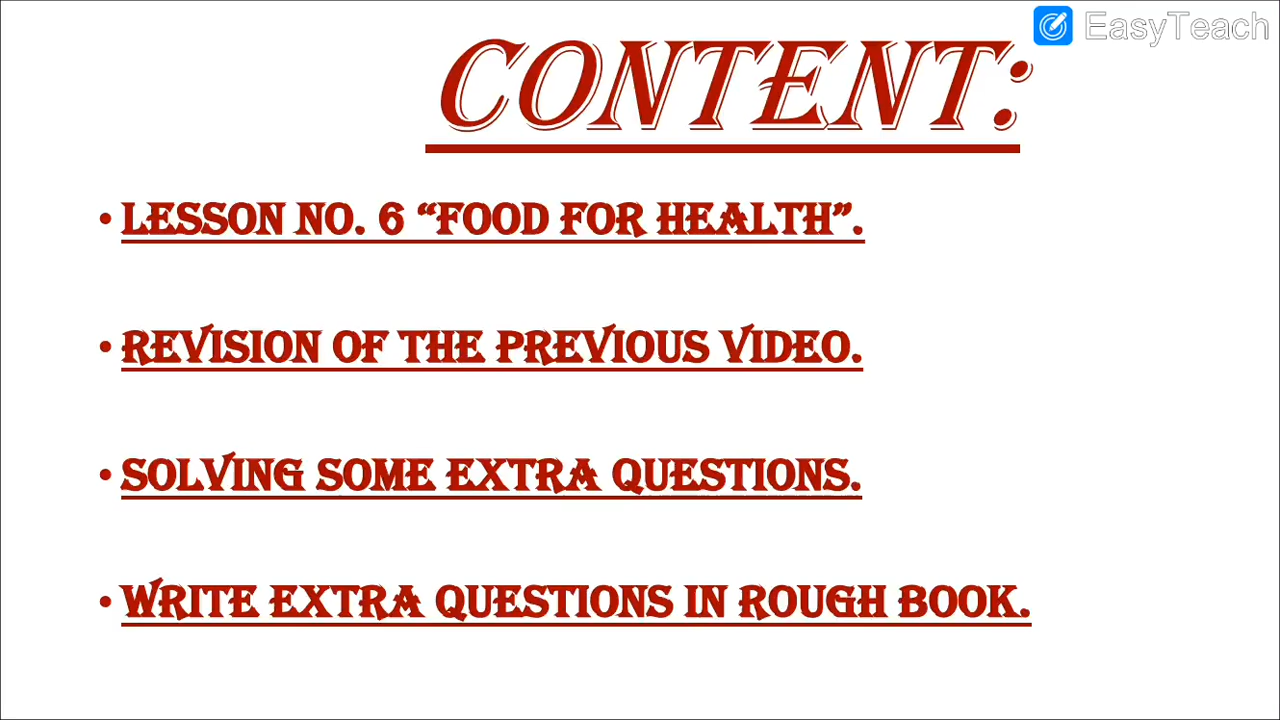 EasyTeach
CONTENT:
• LESSON NO. 6 “FOOD FOR HEALTH”.
• REVISION OF THE PREVIOUS VIDEO.
• SOLVING SOME EXTRA QUESTIONS.
• WRITE EXTRA QUESTIONS IN ROUGH BOOK.